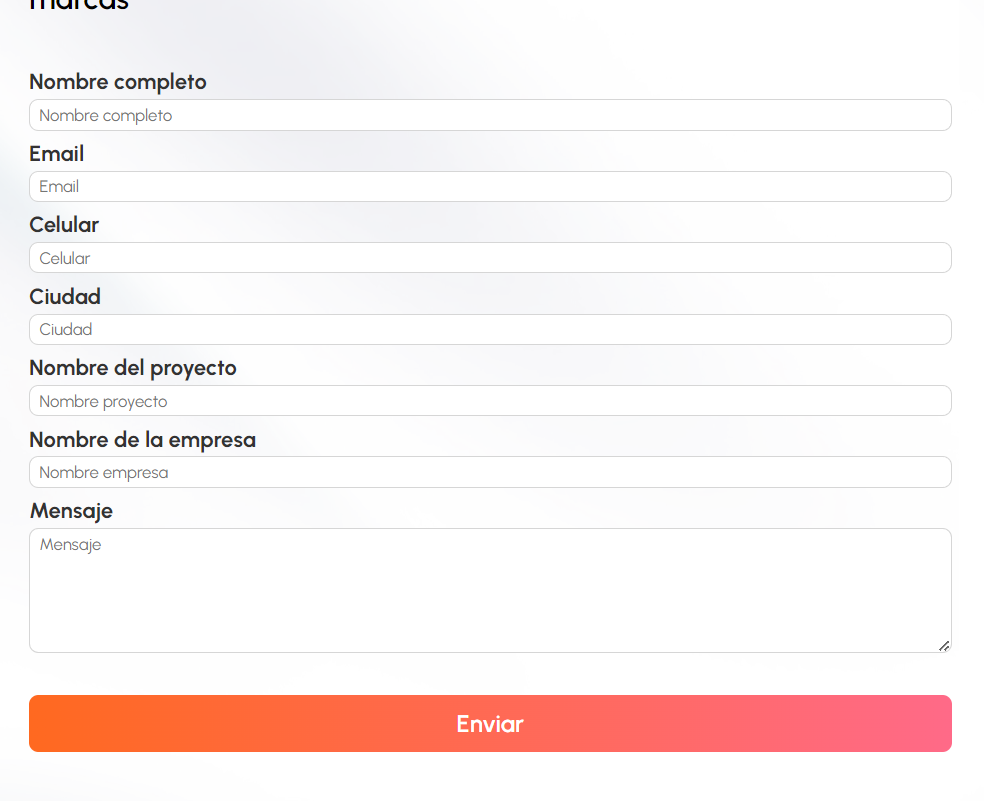 marcas
Nombre completo
Nombre completo
Email
Email
Celular
Celular
Ciudad
Ciudad
Nombre del proyecto
Nombre proyecto
Nombre de la empresa
Nombre empresa
Mensaje
Mensaje
Enviar